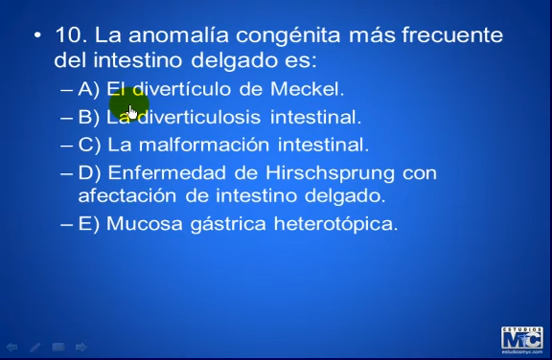 • 10. La anomalía congénita más frecuente
del intestino delgado es:
– A) El divertículo de Meckel.
– B) La diverticulosis intestinal.
– C) La malformación intestinal.
– D) Enfermedad de Hirschsprung con
afectación de intestino delgado.
– E) Mucosa gástrica heterotópica.
ESTUDIOS
MyC
estudiosmyc.com